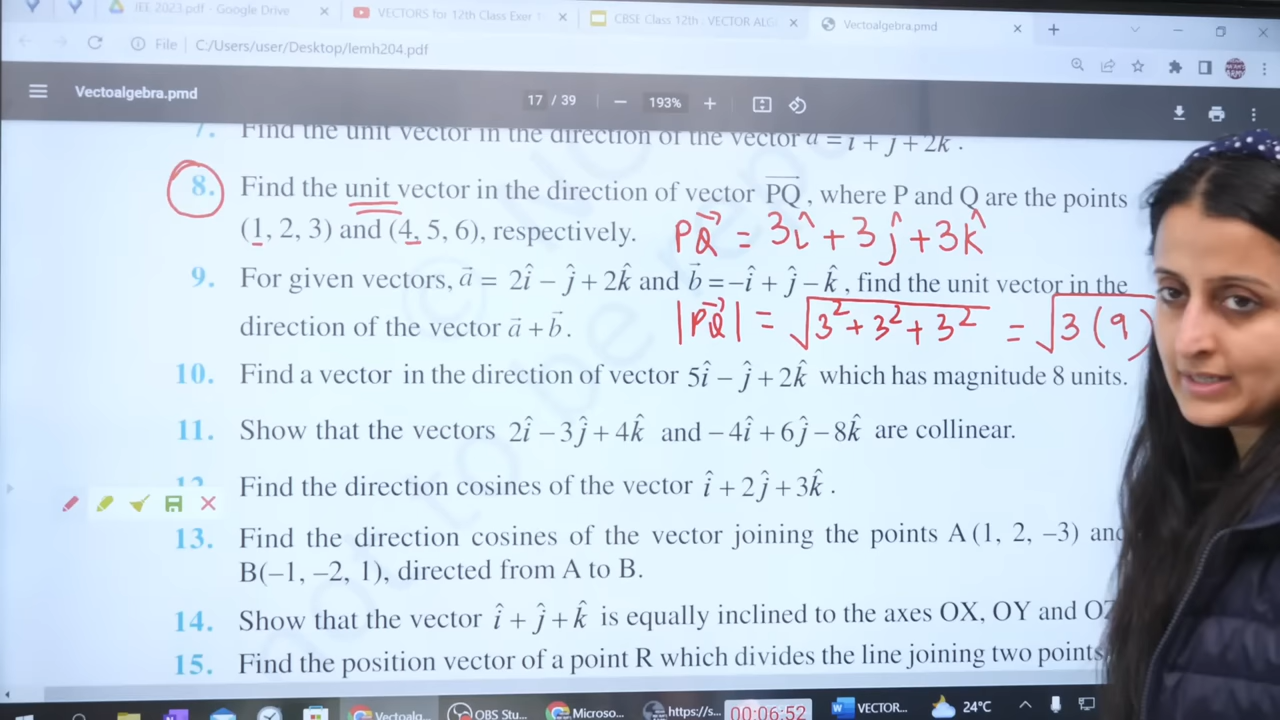 JEE 2023.pdf - Google Drive
VECTORS for 12th Class Exer
CBSE Class 12th : VECTOR ALG
Vectoalgebra.pmd
File | C:/Users/user/Desktop/lemh204.pdf
Vectoalgebra.pmd
17 / 39
193%
7. Find the unit vector in the direction of the vector a⃗ = î + ĵ + 2k̂ .
8. Find the unit vector in the direction of vector PQ⃗ , where P and Q are the points
(1, 2, 3) and (4, 5, 6), respectively.
PQ⃗ = 3î + 3ĵ + 3k̂
9. For given vectors, a⃗ = 2î − ĵ + 2k̂ and b⃗ = −î + ĵ − k̂ , find the unit vector in the
direction of the vector a⃗ + b⃗ .
|PQ⃗| = √(3² + 3² + 3²) = √3(9)
10. Find a vector in the direction of vector 5î − ĵ + 2k̂ which has magnitude 8 units.
11. Show that the vectors 2î − 3ĵ + 4k̂ and − 4î + 6ĵ − 8k̂ are collinear.
12. Find the direction cosines of the vector î + 2ĵ + 3k̂ .
13. Find the direction cosines of the vector joining the points A (1, 2, –3) and
B(–1, –2, 1), directed from A to B.
14. Show that the vector î + ĵ + k̂ is equally inclined to the axes OX, OY and OZ
15. Find the position vector of a point R which divides the line joining two points
Vectoalg...
OBS Stu...
Microso...
https://s...
00:06:52
VECTOR...
24°C